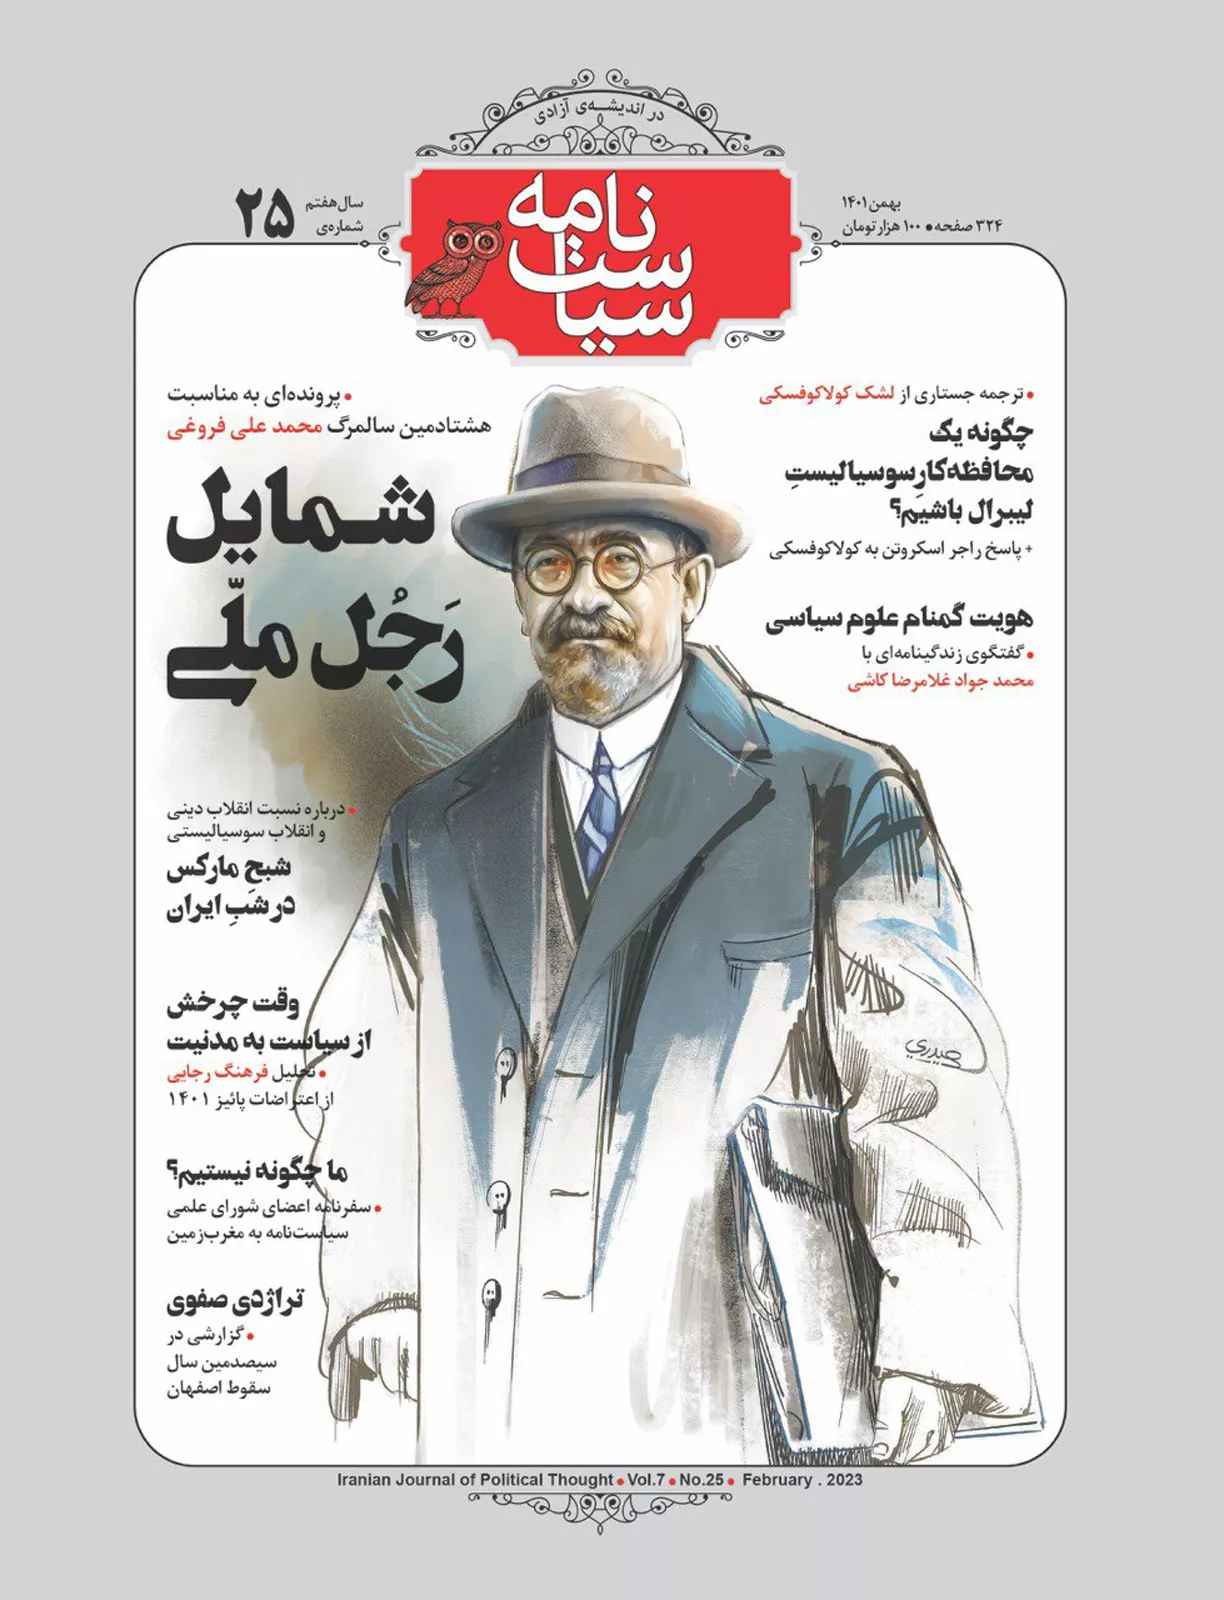 در اندیشه‌ی آزادی
سیاست‌نامه
بهمن ۱۴۰۱
۳۲۴ صفحه • ۱۰۰ هزار تومان
سال هفتم
شماره‌ی
۲۵
• ترجمه جستاری از لشک کولاکوفسکی
چگونه یک
محافظه‌کارِ سوسیالیستِ
لیبرال باشیم؟
+ پاسخ راجر اسکروتن به کولاکوفسکی
هویت گمنام علوم سیاسی
• گفتگوی زندگینامه‌ای با
محمد جواد غلامرضا کاشی
• پرونده‌ای به مناسبت
هشتادمین سالمرگ محمد علی فروغی
شمایل
رَجُل ملّی
• درباره نسبت انقلاب دینی
و انقلاب سوسیالیستی
شبحِ مارکس
در شبِ ایران
وقت چرخش
از سیاست به مدنیت
• تحلیل فرهنگ رجایی
از اعتراضات پائیز ۱۴۰۱
ما چگونه نیستیم؟
• سفرنامه اعضای شورای علمی
سیاست‌نامه به مغرب‌زمین
تراژدی صفوی
• گزارشی در
سیصدمین سال
سقوط اصفهان
حیدری
Iranian Journal of Political Thought • Vol.7 • No.25 • February . 2023